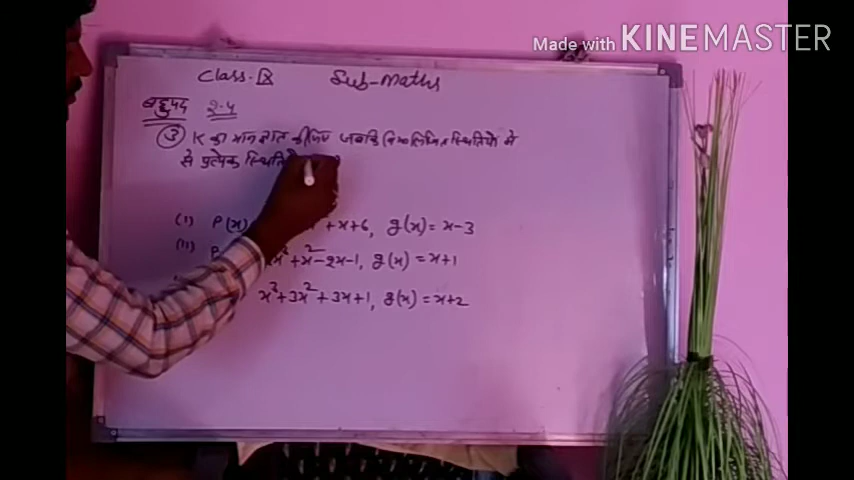 Made with KINEMASTER
Class-IX Sub-Maths
बहुपद 2.4
③ K का मान ज्ञात कीजिए जबकि निम्नलिखित स्थितियों में
से प्रत्येक
(i) P(x) +x+6, g(x)=x-3
(ii) +x²-2x-1, g(x)=x+1
x³+3x²+3x+1, g(x)=x+2